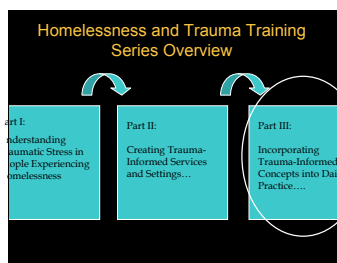 Homelessness and Trauma Training
Series Overview
art I:
nderstanding
aumatic Stress in
ople Experiencing
omelessness
Part II:
Creating Trauma-
Informed Services
and Settings…
Part III:
Incorporating
Trauma-Informed
Concepts into Dai
Practice….